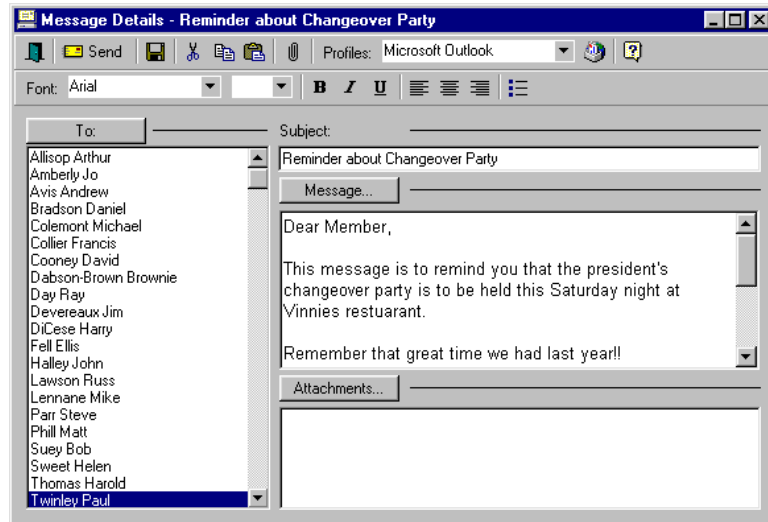 Message Details - Reminder about Changeover Party
Send
Profiles: Microsoft Outlook
Font: Arial
B I U
To:
Allisop Arthur
Amberly Jo
Avis Andrew
Bradson Daniel
Colemont Michael
Collier Francis
Cooney David
Dabson-Brown Brownie
Day Ray
Devereaux Jim
DiCese Harry
Fell Ellis
Halley John
Lawson Russ
Lennane Mike
Parr Steve
Phill Matt
Suey Bob
Sweet Helen
Thomas Harold
Twinley Paul
Subject:
Reminder about Changeover Party
Message...
Dear Member,
This message is to remind you that the president's
changeover party is to be held this Saturday night at
Vinnies restuarant.
Remember that great time we had last year!!
Attachments...